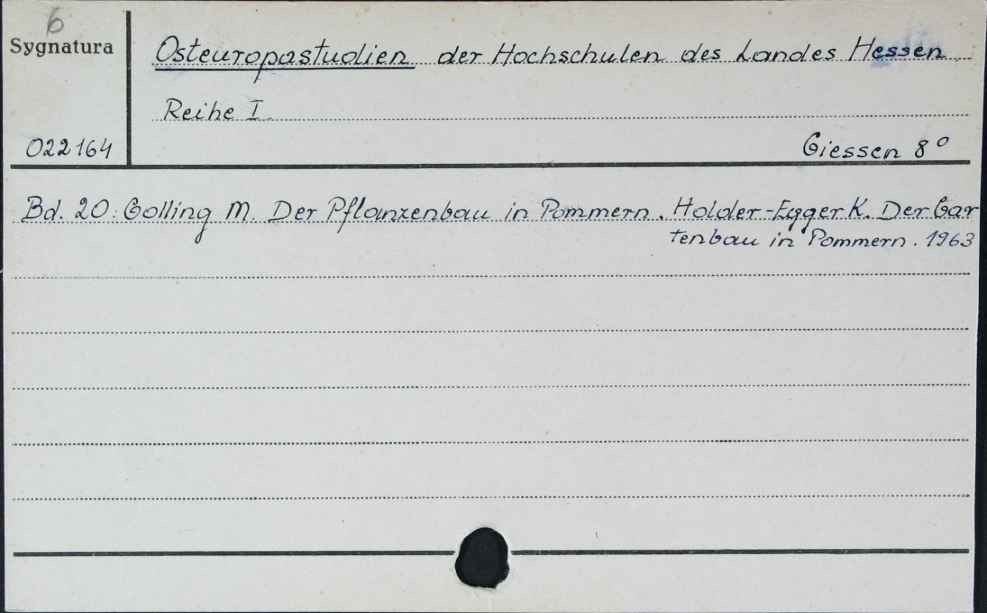 6
Sygnatura
Osteuropastudien der Hochschulen des Landes Hessen
Reihe I.
022164
Giessen 8°
Bd. 20: Golling M. Der Pflanzenbau in Pommern. Holder-Egger K. Der Gar
tenbau in Pommern. 1963